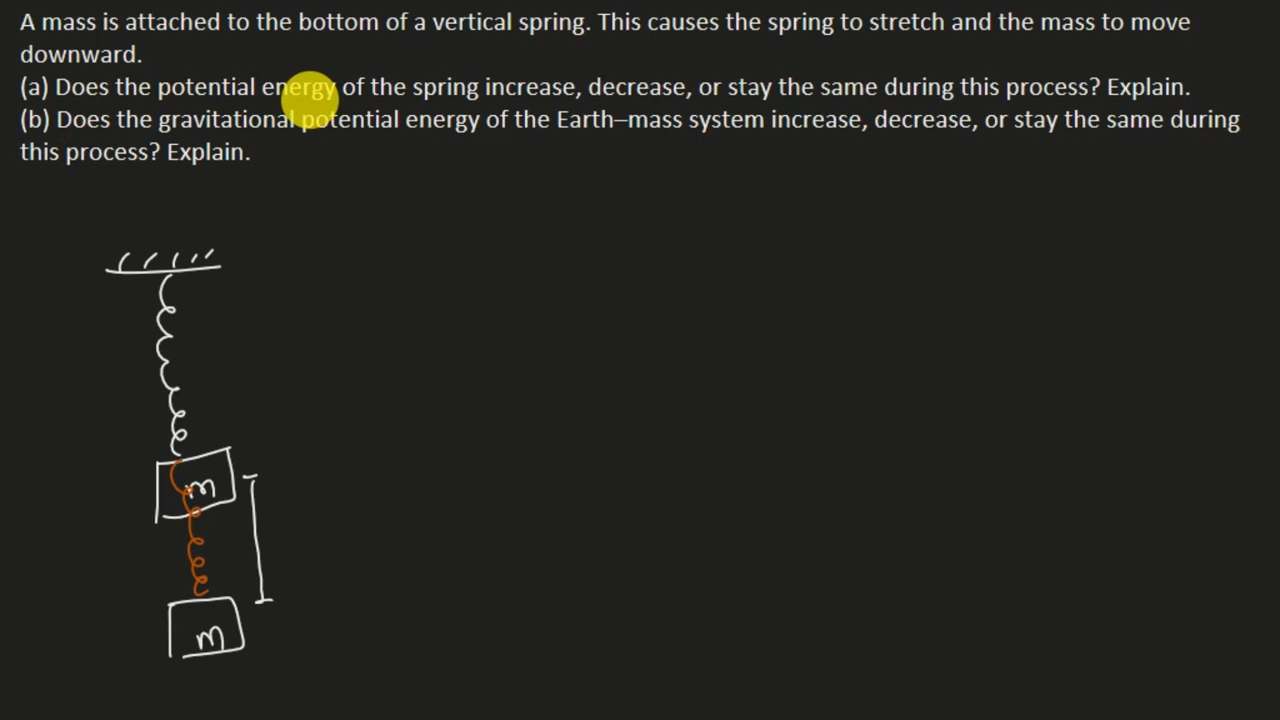 A mass is attached to the bottom of a vertical spring. This causes the spring to stretch and the mass to move
downward.
(a) Does the potential energy of the spring increase, decrease, or stay the same during this process? Explain.
(b) Does the gravitational potential energy of the Earth–mass system increase, decrease, or stay the same during
this process? Explain.
m
m